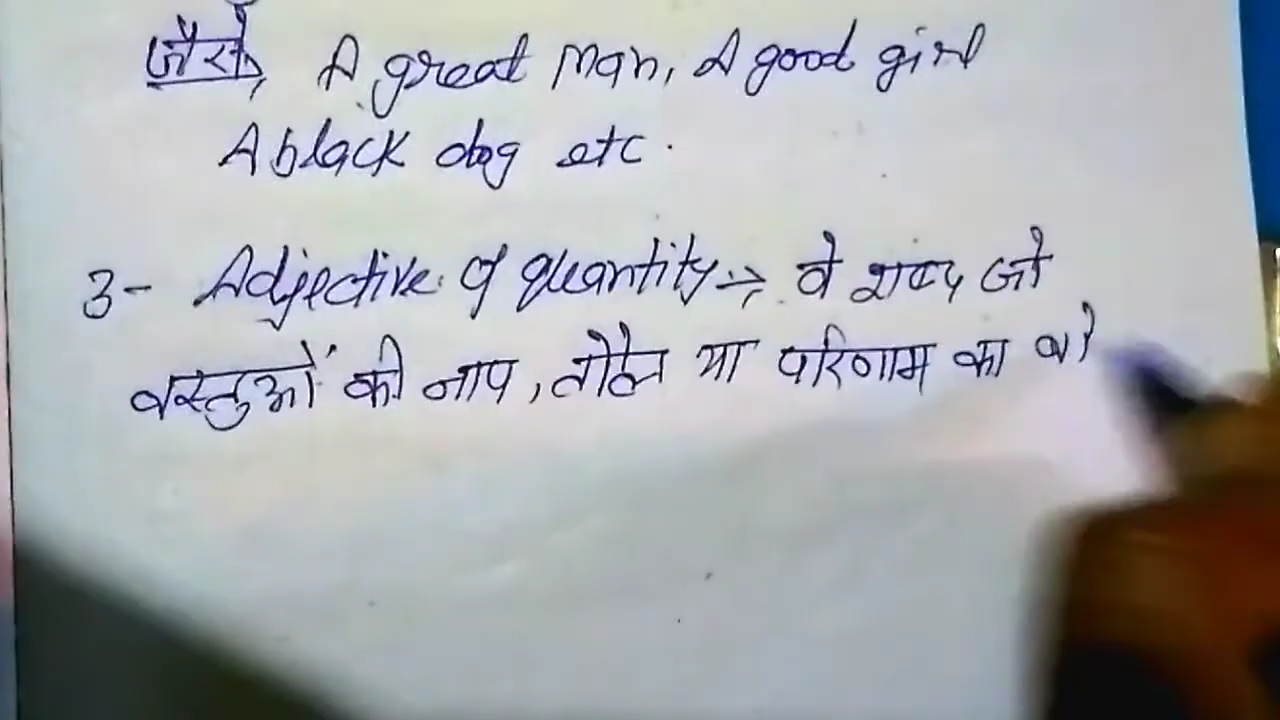 जैसे, A great man, A good girl
A black dog etc.
3- Adjective of quantity→ वे शब्द जो
वस्तुओं की नाप, तौल या परिणाम का